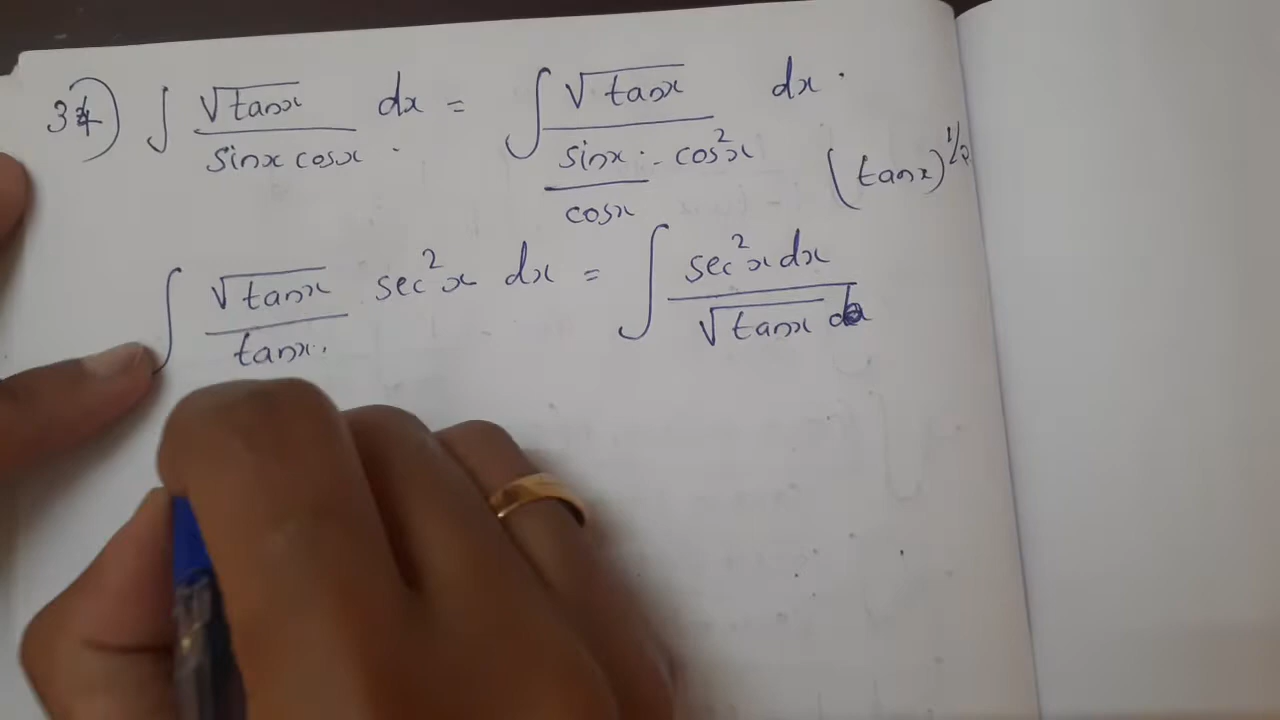 34) ∫ √tanx / sinx cosx dx = ∫ √tanx / (sinx/cosx · cos²x) dx ·
(tanx)^1/2
∫ √tanx / tanx · sec²x dx = ∫ sec²x dx / √tanx